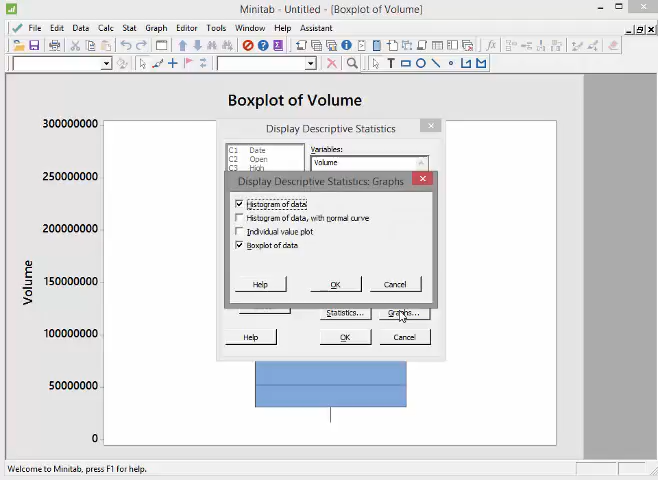 Minitab - Untitled - [Boxplot of Volume]
File Edit Data Calc Stat Graph Editor Tools Window Help Assistant
Boxplot of Volume
Display Descriptive Statistics
C1 Date
C2 Open
C3 High
Variables:
Volume
Display Descriptive Statistics: Graphs
Histogram of data
Histogram of data, with normal curve
Individual value plot
Boxplot of data
Help OK Cancel
Statistics... Graphs...
Help OK Cancel
Volume
300000000
250000000
200000000
150000000
100000000
50000000
0
Welcome to Minitab, press F1 for help.